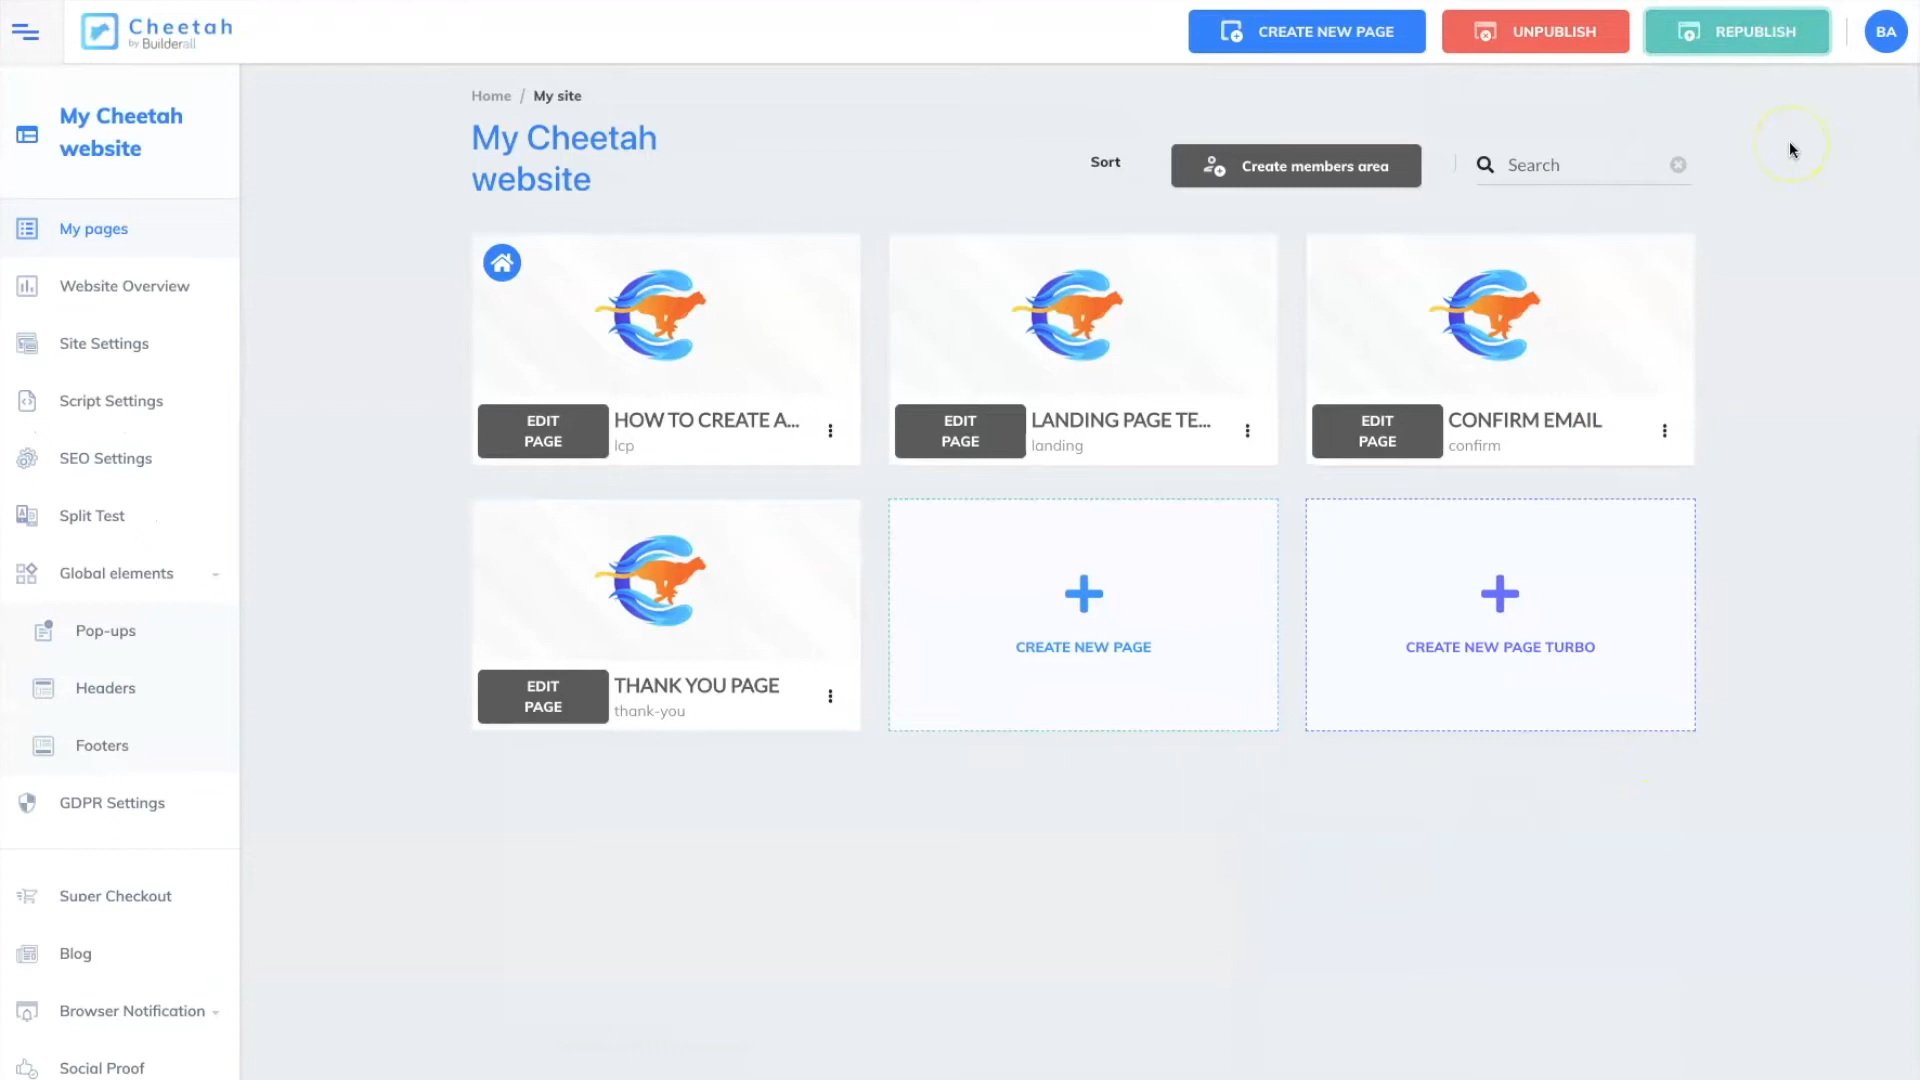 Cheetah
by Builderall
CREATE NEW PAGE
UNPUBLISH
REPUBLISH
BA
My Cheetah
website
My pages
Website Overview
Site Settings
Script Settings
SEO Settings
Split Test
Global elements
Pop-ups
Headers
Footers
GDPR Settings
Super Checkout
Blog
Browser Notification
Social Proof
Home / My site
My Cheetah
website
Sort
Create members area
Search
EDIT
PAGE
HOW TO CREATE A...
lcp
EDIT
PAGE
LANDING PAGE TE...
landing
EDIT
PAGE
CONFIRM EMAIL
confirm
EDIT
PAGE
THANK YOU PAGE
thank-you
CREATE NEW PAGE
CREATE NEW PAGE TURBO